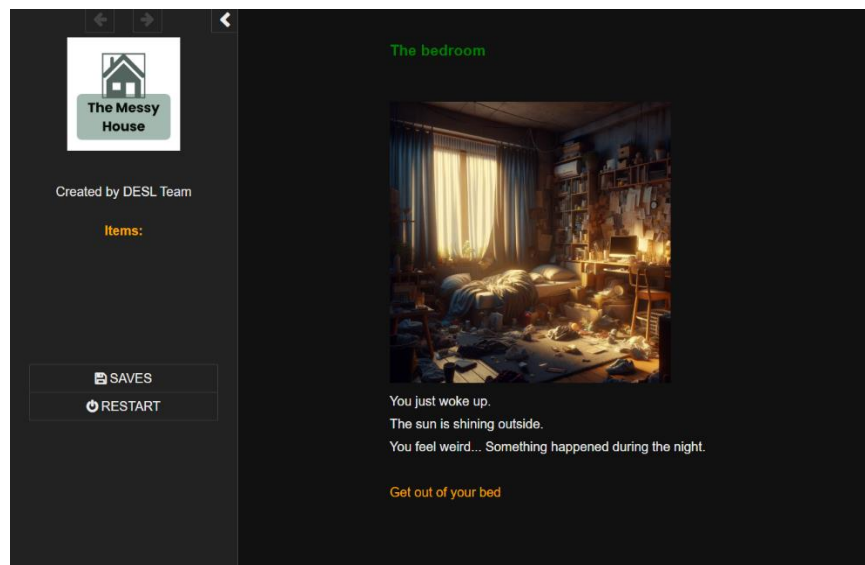 The Messy
House
Created by DESL Team
Items:
SAVES
RESTART
The bedroom
You just woke up.
The sun is shining outside.
You feel weird... Something happened during the night.
Get out of your bed